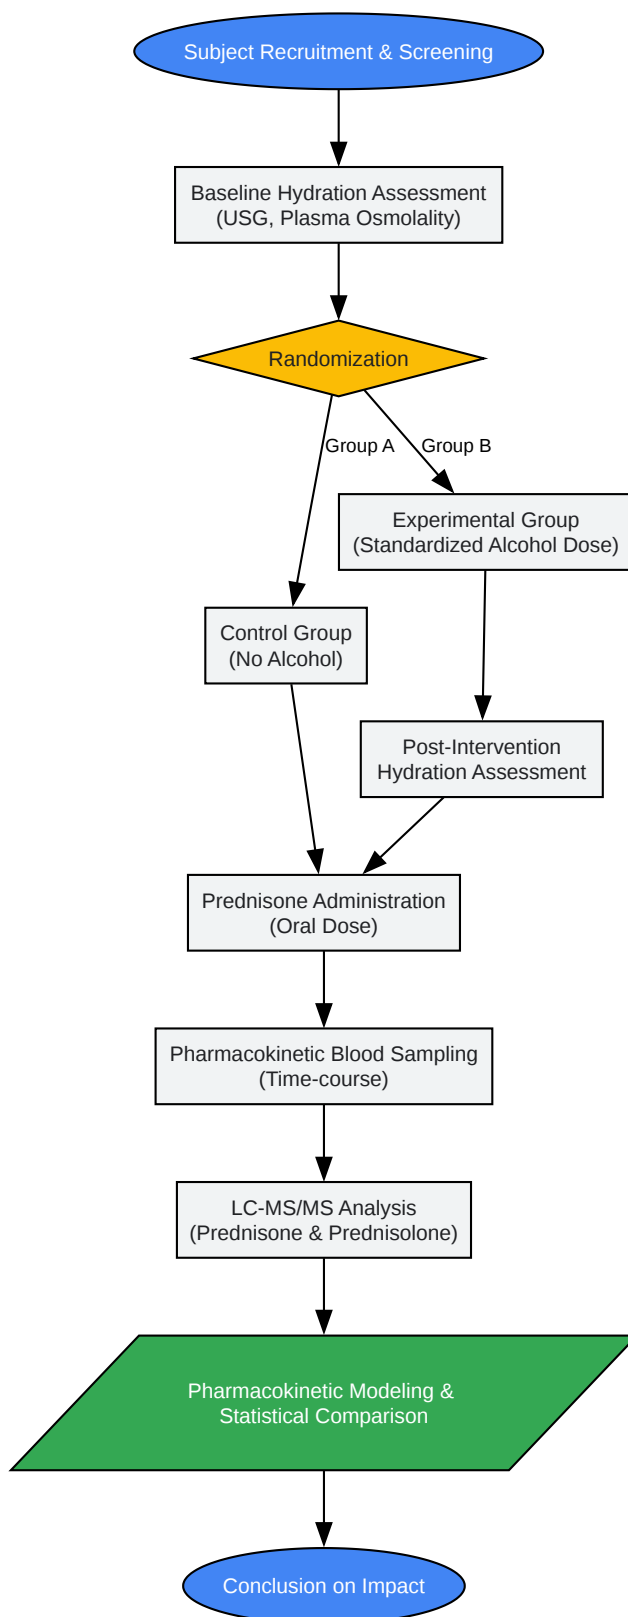 Subject Recruitment & Screening
Baseline Hydration Assessment
(USG, Plasma Osmolality)
Randomization
Group A
Group B
Experimental Group
(Standardized Alcohol Dose)
Control Group
(No Alcohol)
Post-Intervention
Hydration Assessment
Prednisone Administration
(Oral Dose)
Pharmacokinetic Blood Sampling
(Time-course)
LC-MS/MS Analysis
(Prednisone & Prednisolone)
Pharmacokinetic Modeling &
Statistical Comparison
Conclusion on Impact